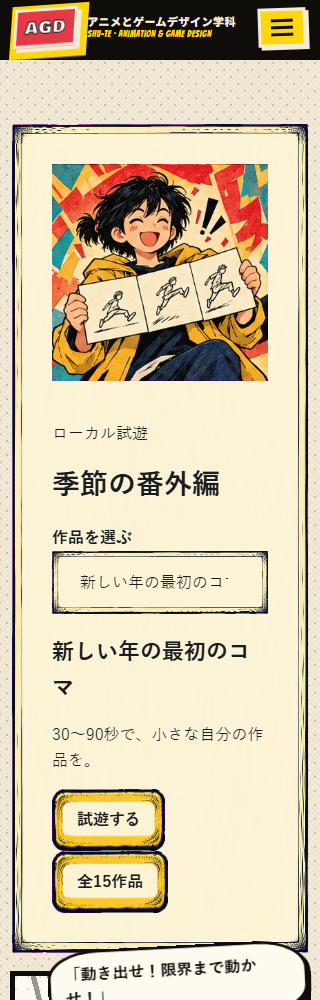 AGD
アニメとゲームデザイン学科
SHU-TE・ANIMATION & GAME DESIGN
ローカル試遊
季節の番外編
作品を選ぶ
新しい年の最初のコ
新しい年の最初のコ
マ
30〜90秒で、小さな自分の作
品を。
試遊する
全15作品
「動き出せ！限界まで動か
せ！」